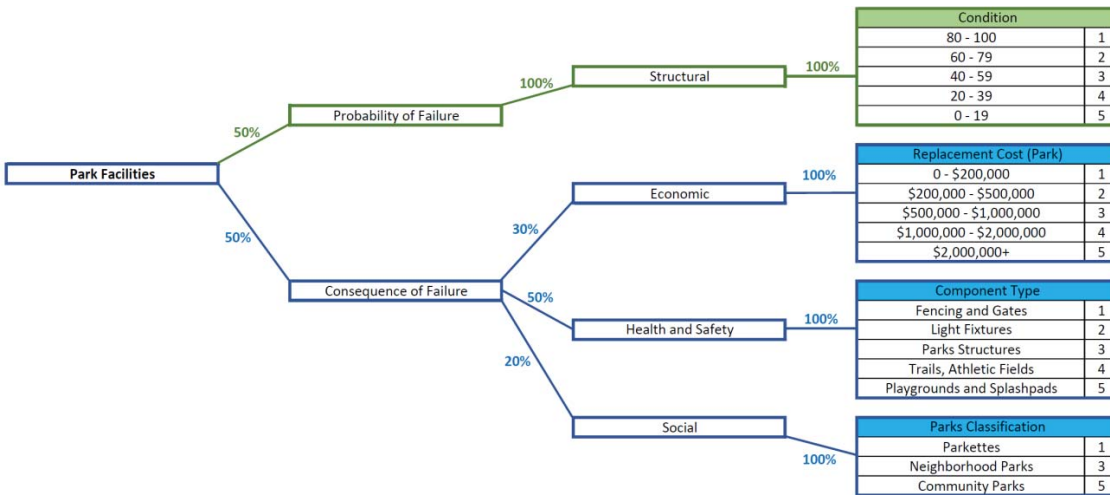 Condition
80 - 100 1
60 - 79 2
40 - 59 3
20 - 39 4
0 - 19 5
100%
Structural
100%
Probability of Failure
50%
Park Facilities
50%
Consequence of Failure
30%
Economic
100%
Replacement Cost (Park)
0 - $200,000 1
$200,000 - $500,000 2
$500,000 - $1,000,000 3
$1,000,000 - $2,000,000 4
$2,000,000+ 5
50%
Health and Safety
100%
Component Type
Fencing and Gates 1
Light Fixtures 2
Parks Structures 3
Trails, Athletic Fields 4
Playgrounds and Splashpads 5
20%
Social
100%
Parks Classification
Parkettes 1
Neighborhood Parks 3
Community Parks 5